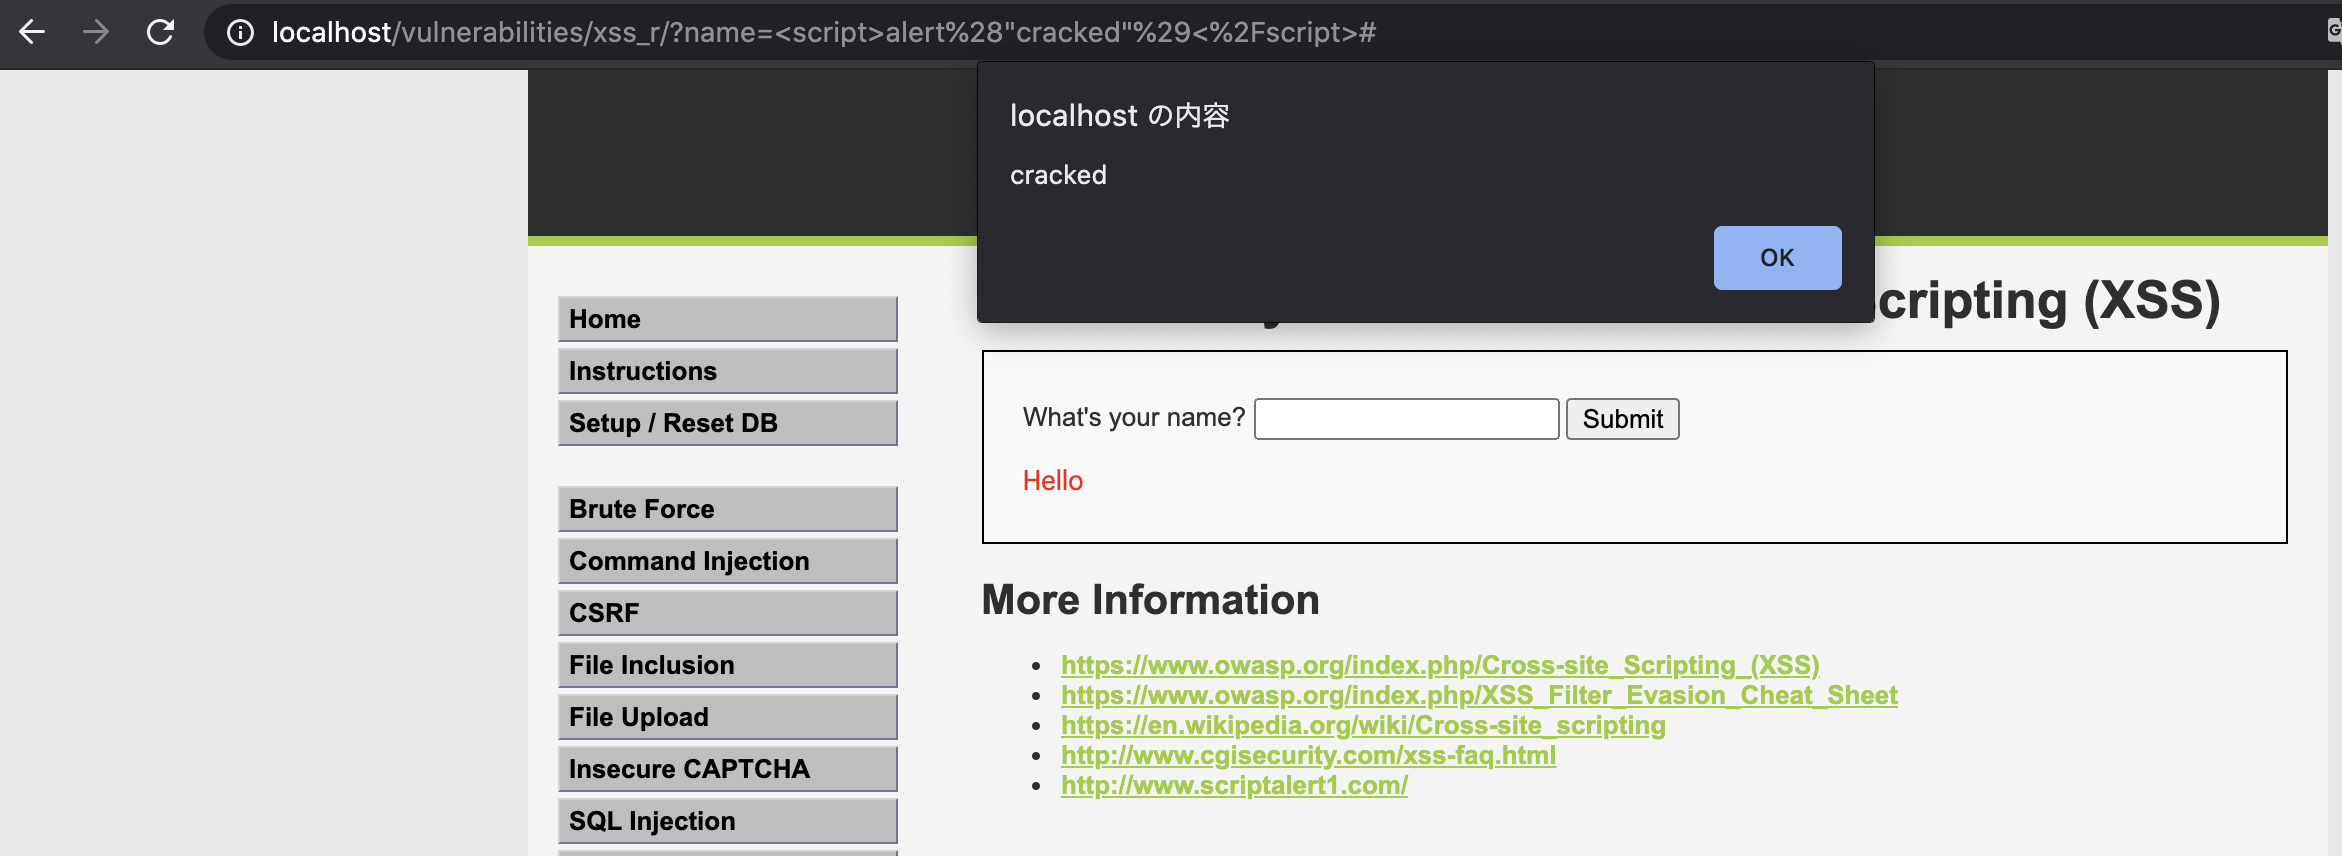 localhost/vulnerabilities/xss_r/?name=<script>alert%28"cracked"%29<%2Fscript>#
localhost の内容
cracked
OK
cripting (XSS)
Home
Instructions
Setup / Reset DB
Brute Force
Command Injection
CSRF
File Inclusion
File Upload
Insecure CAPTCHA
SQL Injection
What's your name? Submit
Hello
More Information
https://www.owasp.org/index.php/Cross-site_Scripting_(XSS)
https://www.owasp.org/index.php/XSS_Filter_Evasion_Cheat_Sheet
https://en.wikipedia.org/wiki/Cross-site_scripting
http://www.cgisecurity.com/xss-faq.html
http://www.scriptalert1.com/